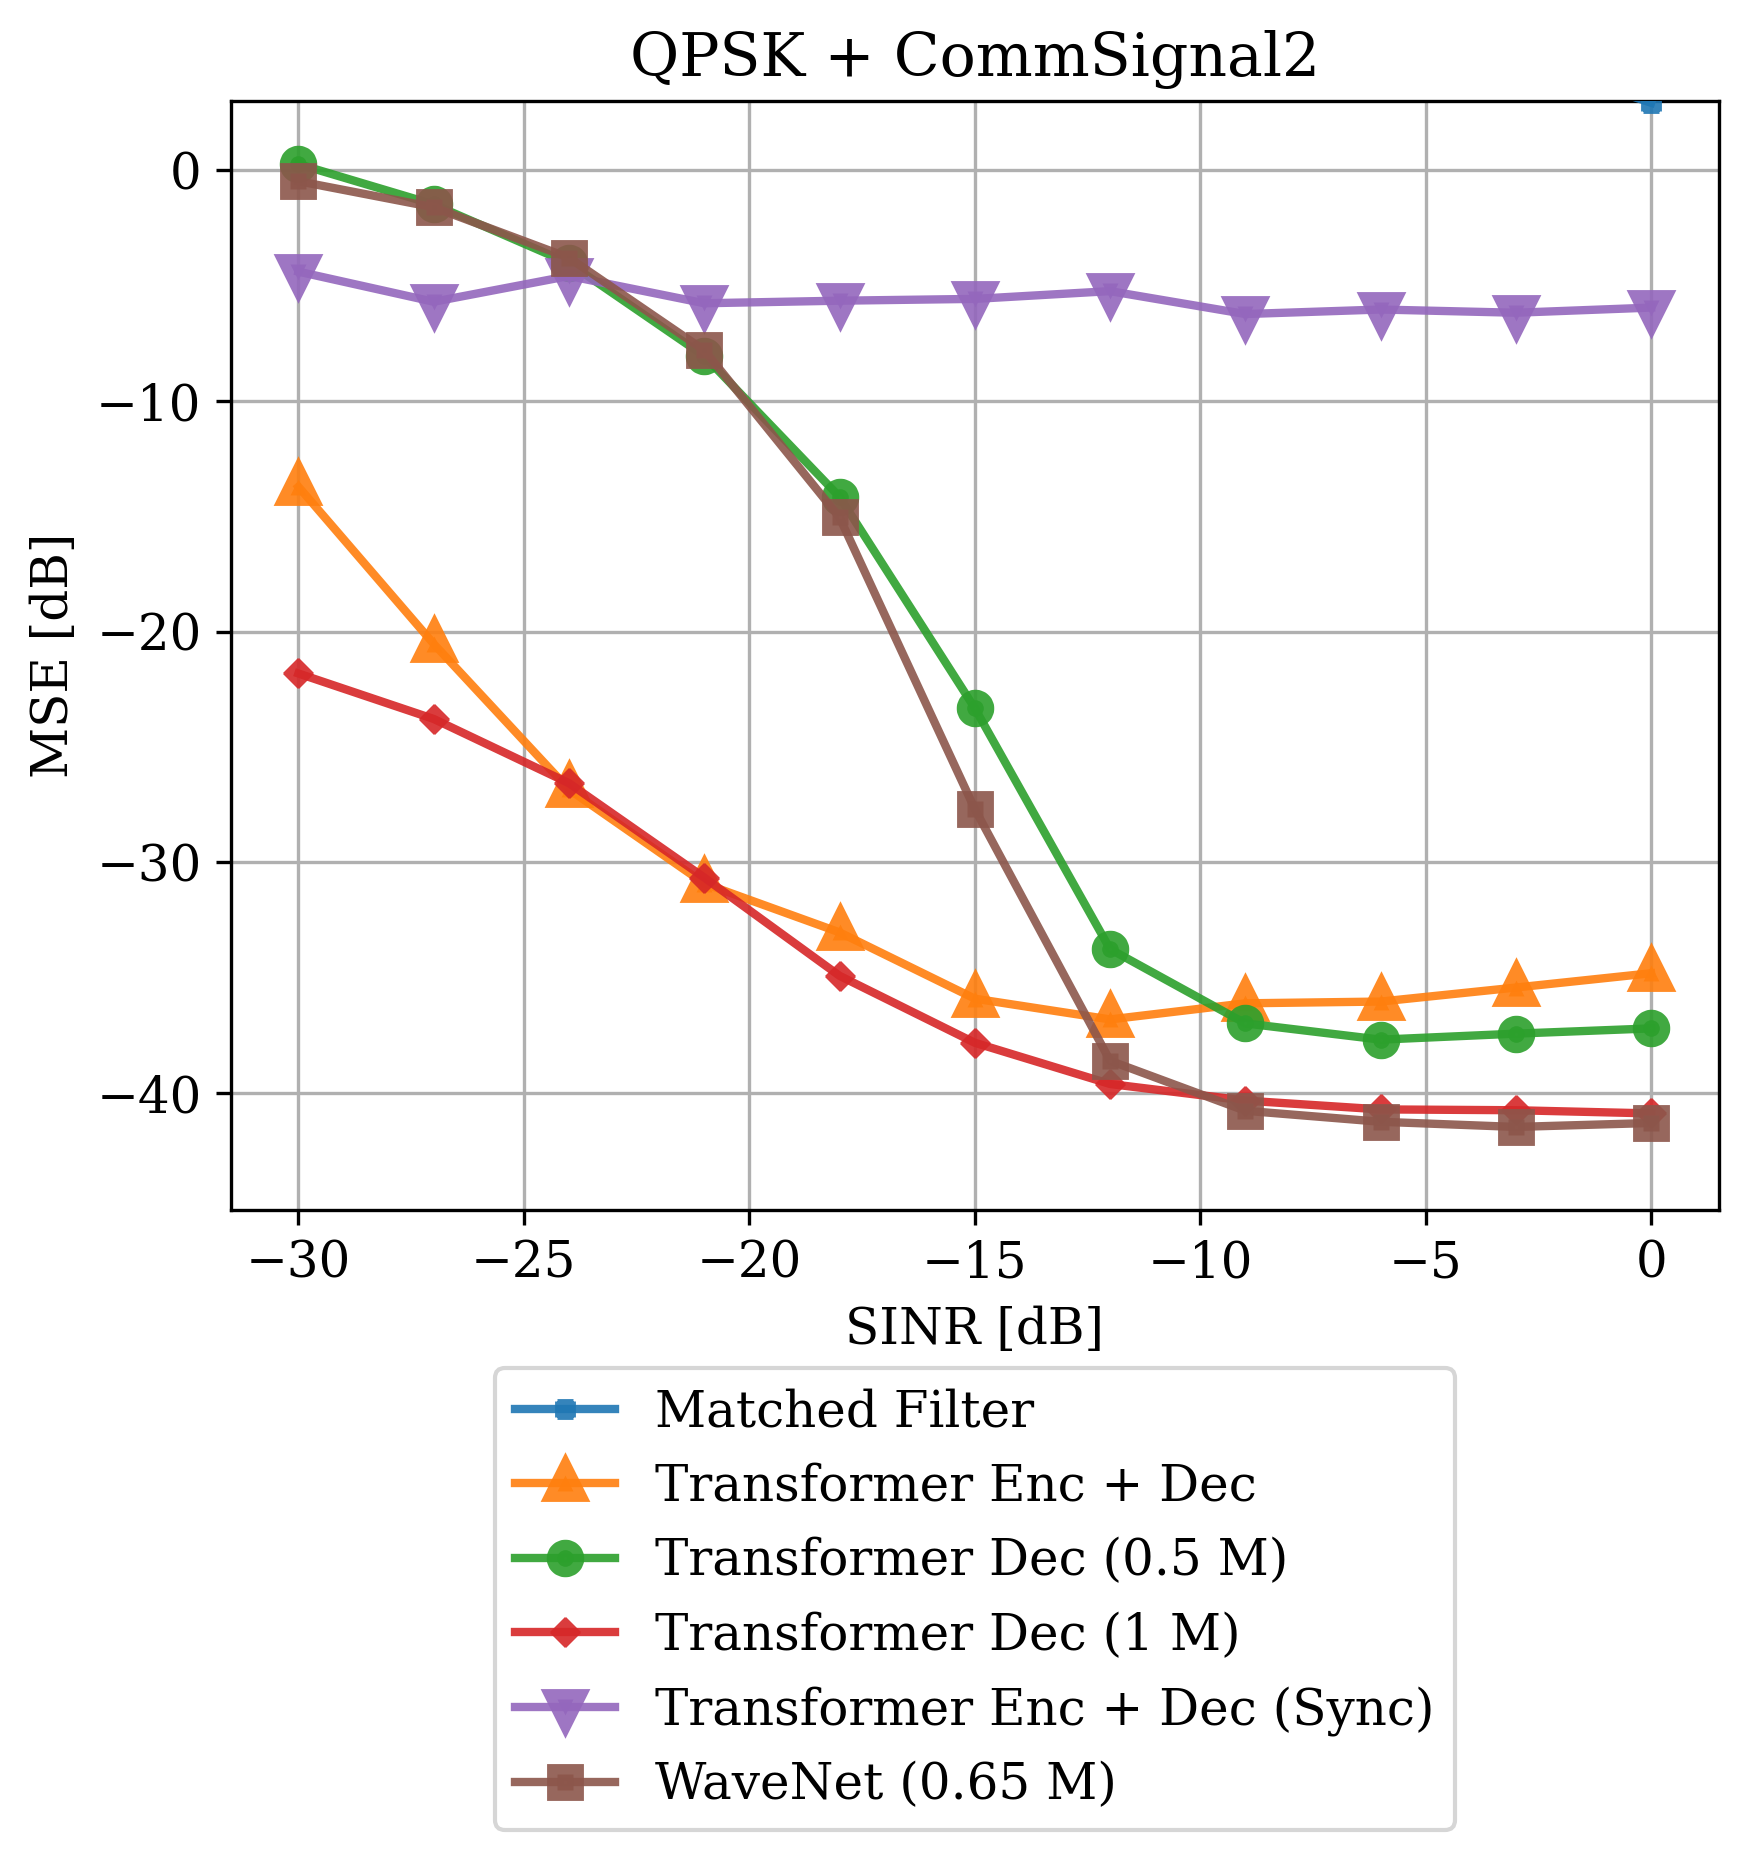 QPSK + CommSignal2
0
−10
−20
−30
−40
MSE [dB]
−30 −25 −20 −15 −10 −5 0
SINR [dB]
Matched Filter
Transformer Enc + Dec
Transformer Dec (0.5 M)
Transformer Dec (1 M)
Transformer Enc + Dec (Sync)
WaveNet (0.65 M)